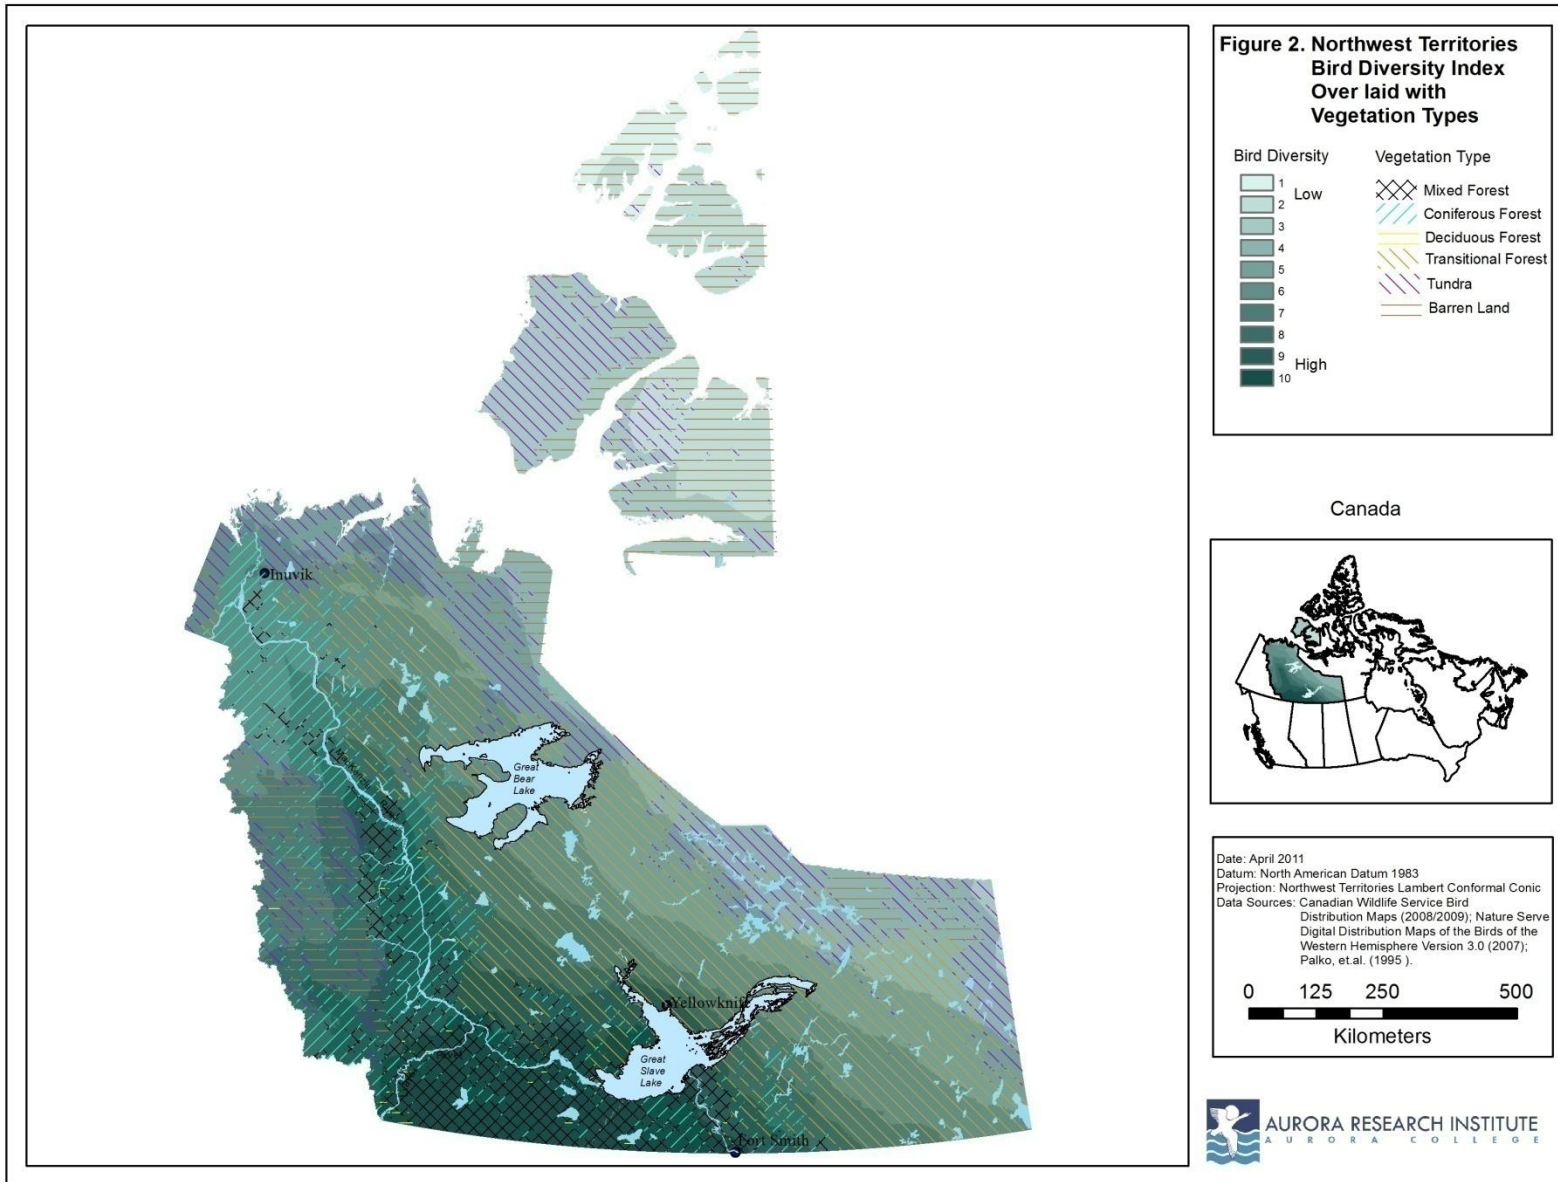 Figure 2. Northwest Territories
Bird Diversity Index
Over laid with
Vegetation Types
Bird Diversity
1
Low
2
3
4
5
6
7
8
9
High
10
Vegetation Type
Mixed Forest
Coniferous Forest
Deciduous Forest
Transitional Forest
Tundra
Barren Land
Inuvik
MacKenzie River
Great
Bear
Lake
Yellowknife
Great
Slave
Lake
River
Fort Smith
Canada
Date: April 2011
Datum: North American Datum 1983
Projection: Northwest Territories Lambert Conformal Conic
Data Sources: Canadian Wildlife Service Bird
Distribution Maps (2008/2009); Nature Serve
Digital Distribution Maps of the Birds of the
Western Hemisphere Version 3.0 (2007);
Palko, et.al. (1995 ).
0 125 250 500
Kilometers
AURORA RESEARCH INSTITUTE
AURORA COLLEGE